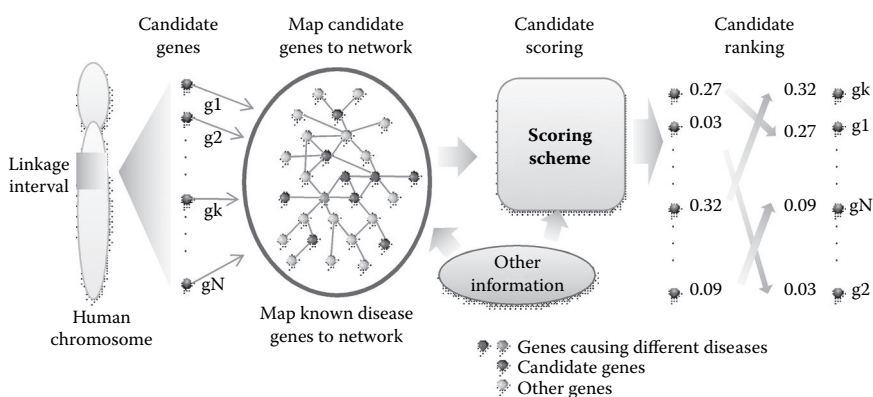 Candidate
genes
Map candidate
genes to network
Candidate
scoring
Candidate
ranking
Linkage
interval
g1
g2
gk
gN
Scoring
scheme
0.27
0.03
.
.
.
0.32
.
.
0.09
0.32
0.27
.
.
.
0.09
.
.
0.03
gk
g1
.
.
.
gN
.
.
g2
Other
information
Human
chromosome
Map known disease
genes to network
Genes causing different diseases
Candidate genes
Other genes